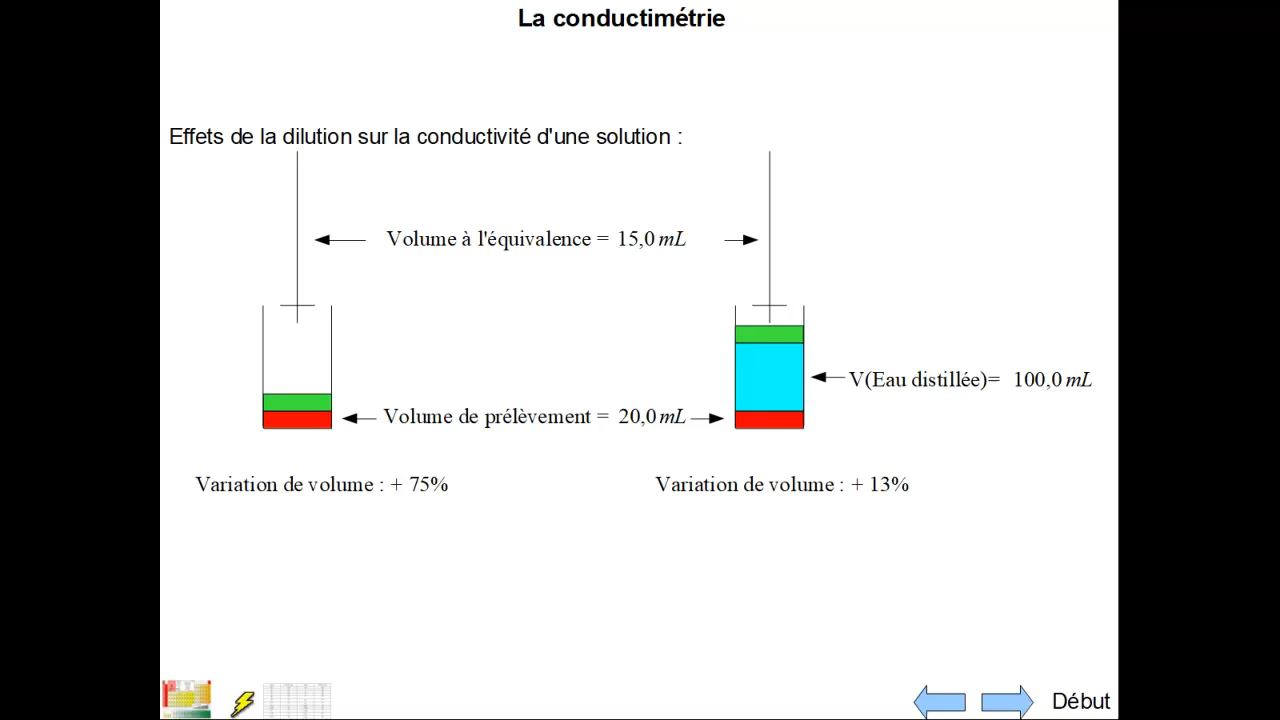 La conductimétrie
Effets de la dilution sur la conductivité d'une solution :
Volume à l'équivalence = 15,0 mL
V(Eau distillée)= 100,0 mL
Volume de prélèvement = 20,0 mL
Variation de volume : + 75%
Variation de volume : + 13%
Début